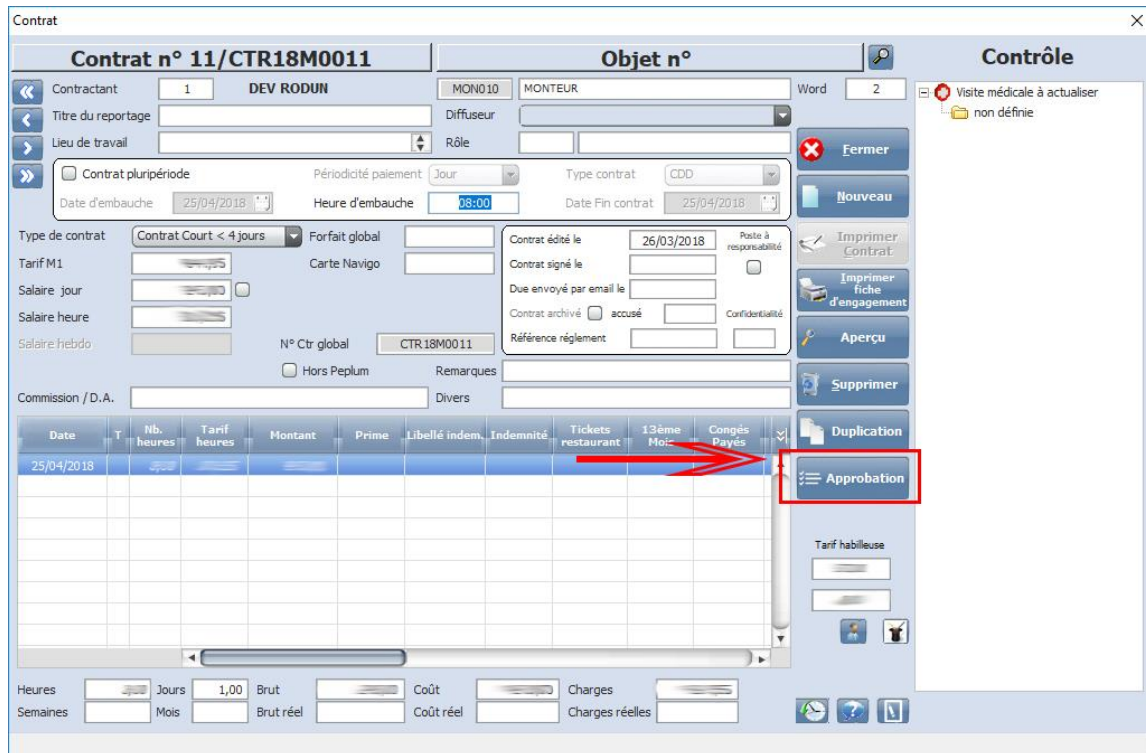 Contrat
Contrat n° 11/CTR18M0011 Objet n° Contrôle
Contractant 1 DEV RODUN MON010 MONTEUR Word 2 Visite médicale à actualiser
Titre du reportage Diffuseur non définie
Lieu de travail Rôle Fermer
Contrat pluripériode Périodicité paiement Jour Type contrat CDD
Date d'embauche 25/04/2018 Heure d'embauche 08:00 Date Fin contrat 25/04/2018 Nouveau
Type de contrat Contrat Court < 4 jours Forfait global Contrat édité le 26/03/2018 Poste à responsabilité Imprimer Contrat
Tarif M1 Carte Navigo Contrat signé le
Salaire jour Due envoyé par email le Imprimer fiche d'engagement
Salaire heure Contrat archivé accusé Confidentialité
Salaire hebdo N° Ctr global CTR18M0011 Référence réglement Aperçu
Hors Peplum Remarques
Commission / D.A. Divers Supprimer
Date T Nb. heures Tarif heures Montant Prime Libellé indem. Indemnité Tickets restaurant 13ème Mois Congés Payés Duplication
25/04/2018 Approbation
Tarif habilleuse
Heures Jours 1,00 Brut Coût Charges
Semaines Mois Brut réel Coût réel Charges réelles